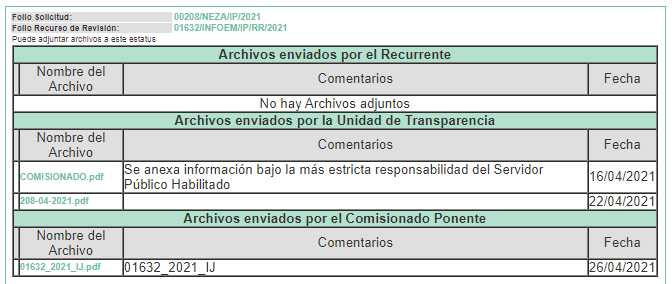 Folio Solicitud: 00208/NEZA/IP/2021
Folio Recurso de Revisión: 01632/INFOEM/IP/RR/2021
Puede adjuntar archivos a este estatus
Archivos enviados por el Recurrente
Nombre del Archivo Comentarios Fecha
No hay Archivos adjuntos
Archivos enviados por la Unidad de Transparencia
Nombre del Archivo Comentarios Fecha
COMISIONADO.pdf Se anexa información bajo la más estricta responsabilidad del Servidor Público Habilitado 16/04/2021
208-04-2021.pdf 22/04/2021
Archivos enviados por el Comisionado Ponente
Nombre del Archivo Comentarios Fecha
01632_2021_IJ.pdf 01632_2021_IJ 26/04/2021